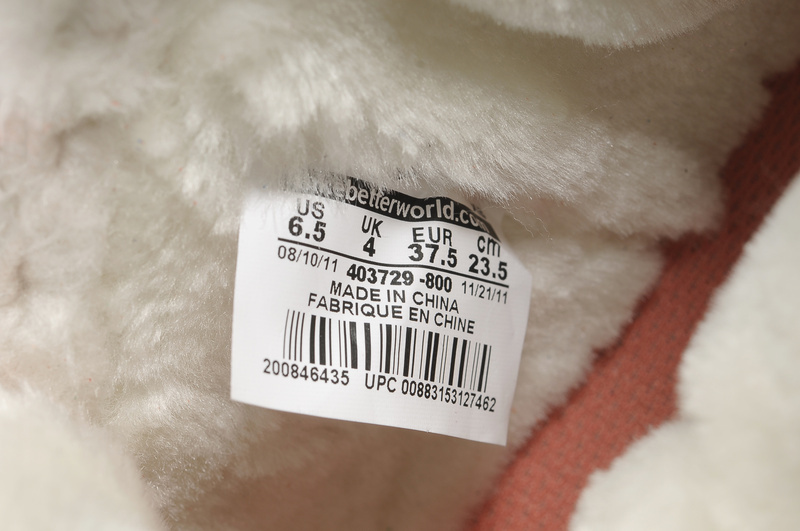 betterworld.co
US UK EUR cm
6.5 4 37.5 23.5
08/10/11 403729 -800 11/21/11
MADE IN CHINA
FABRIQUE EN CHINE
200846435 UPC 00883153127462